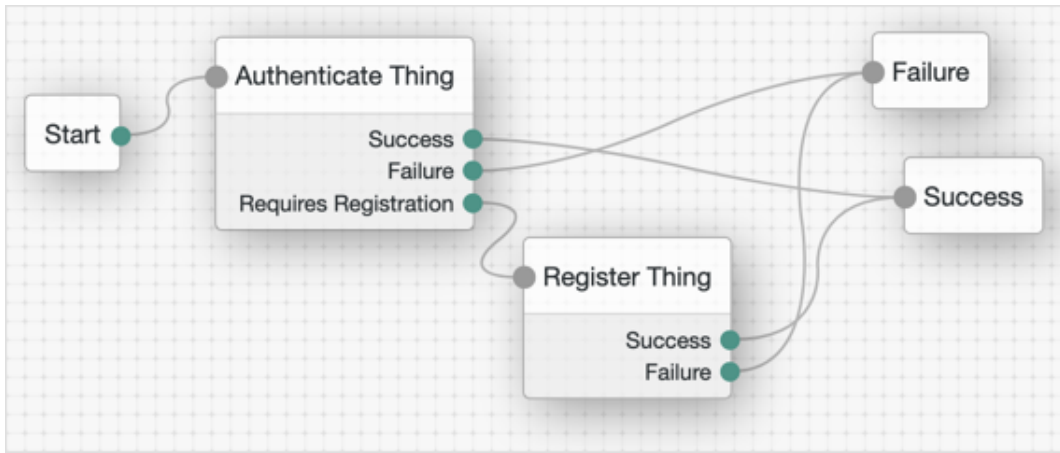 Start
Authenticate Thing
Success
Failure
Requires Registration
Register Thing
Success
Failure
Failure
Success